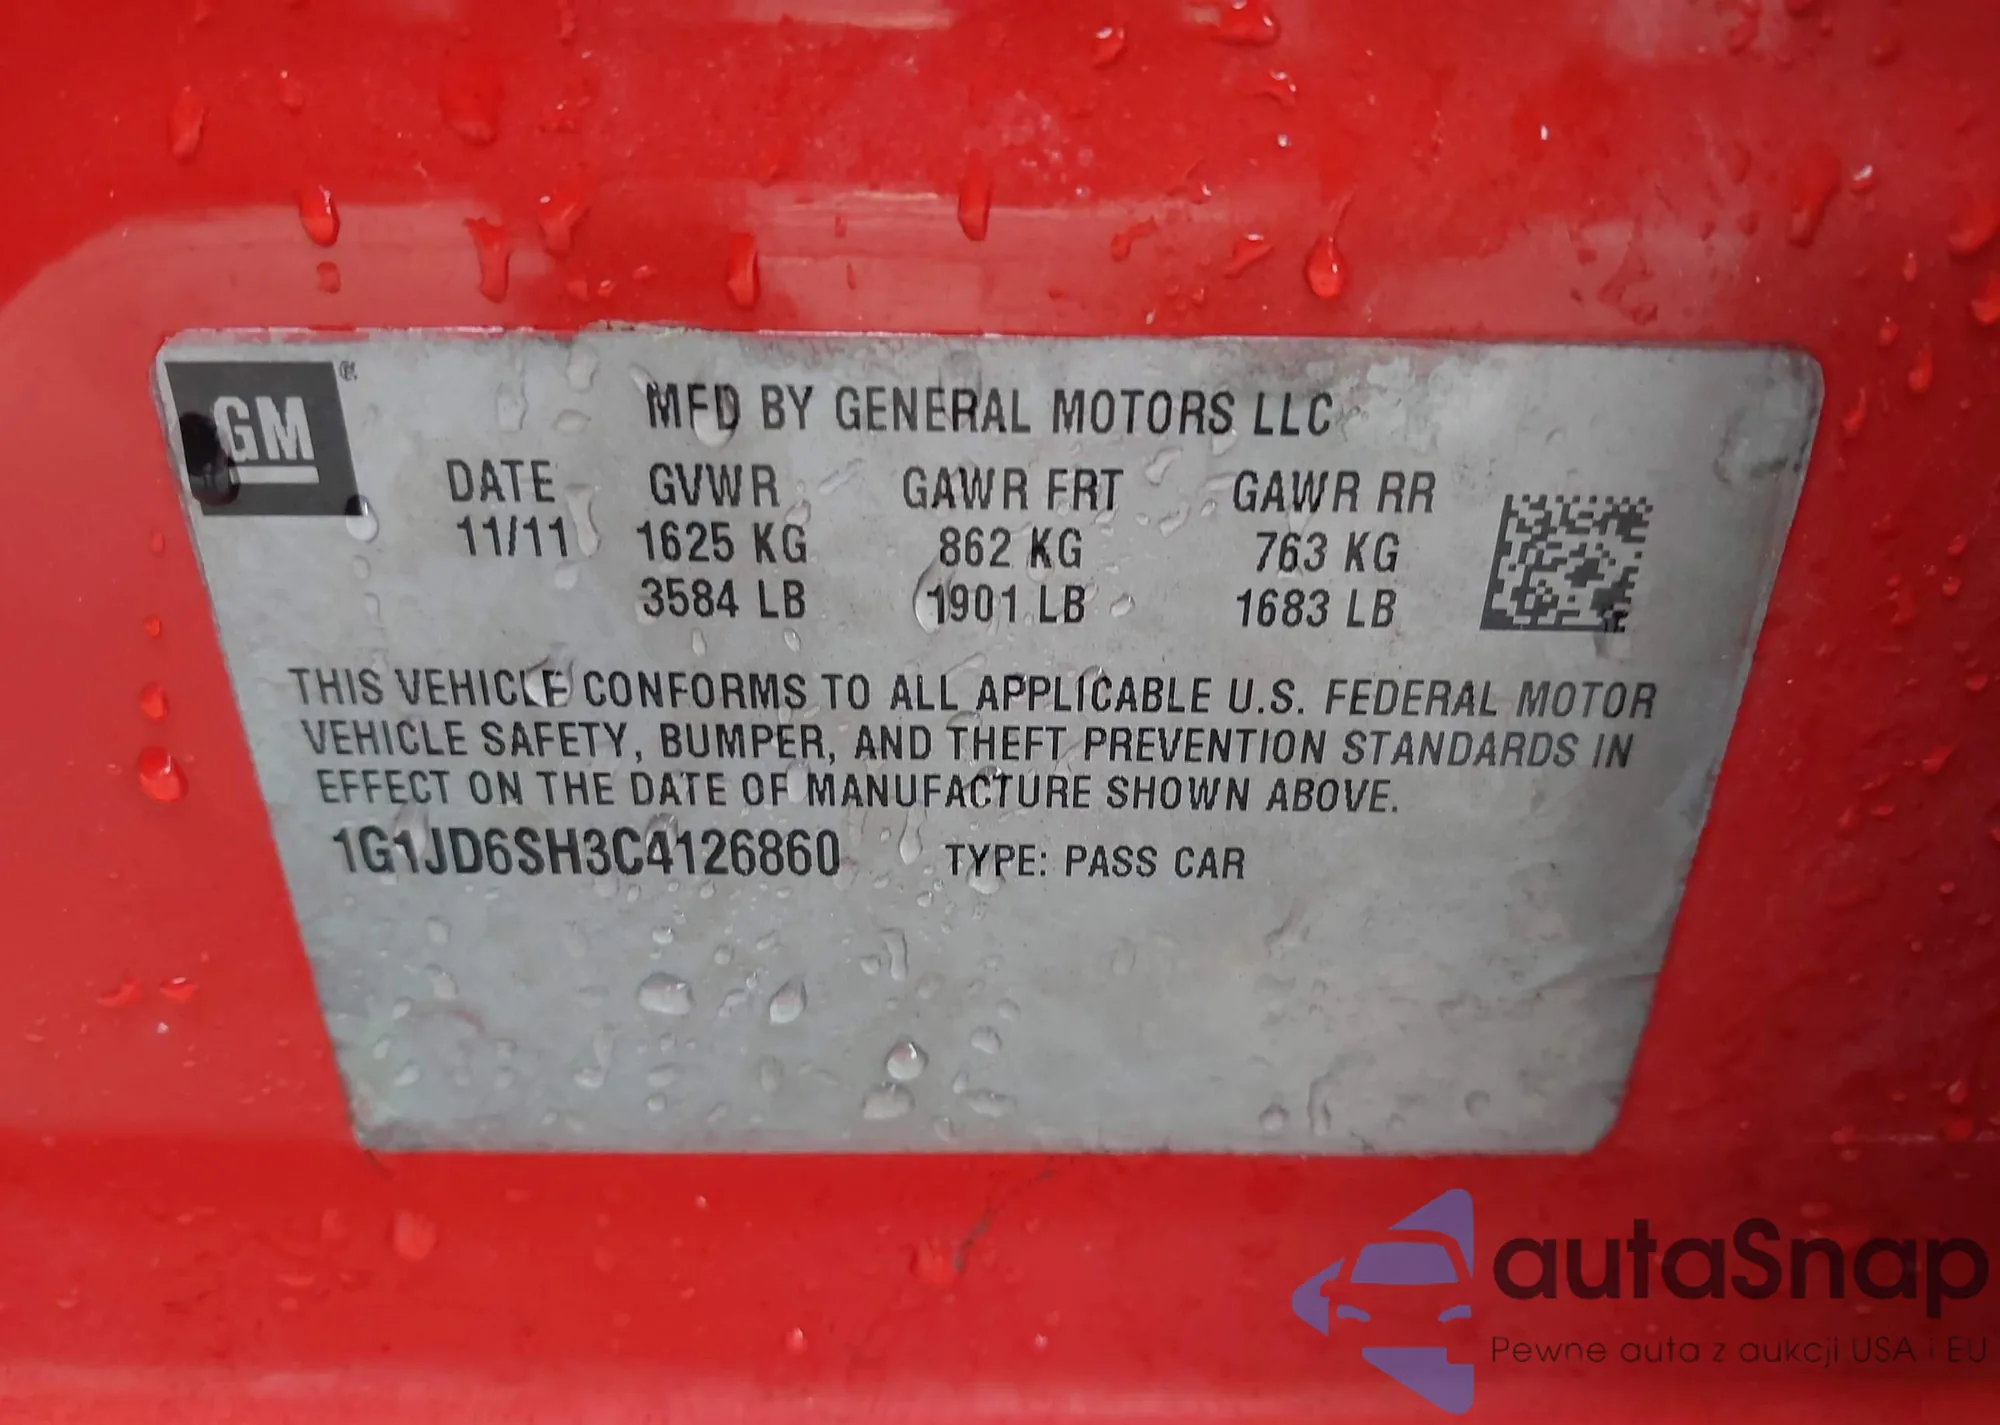 GM
MFD BY GENERAL MOTORS LLC
DATE GVWR GAWR FRT GAWR RR
11/11 1625 KG 862 KG 763 KG
3584 LB 1901 LB 1683 LB
THIS VEHICLE CONFORMS TO ALL APPLICABLE U.S. FEDERAL MOTOR
VEHICLE SAFETY, BUMPER, AND THEFT PREVENTION STANDARDS IN
EFFECT ON THE DATE OF MANUFACTURE SHOWN ABOVE.
1G1JD6SH3C4126860 TYPE: PASS CAR
autaSnap
Pewne auta z aukcji USA i EU